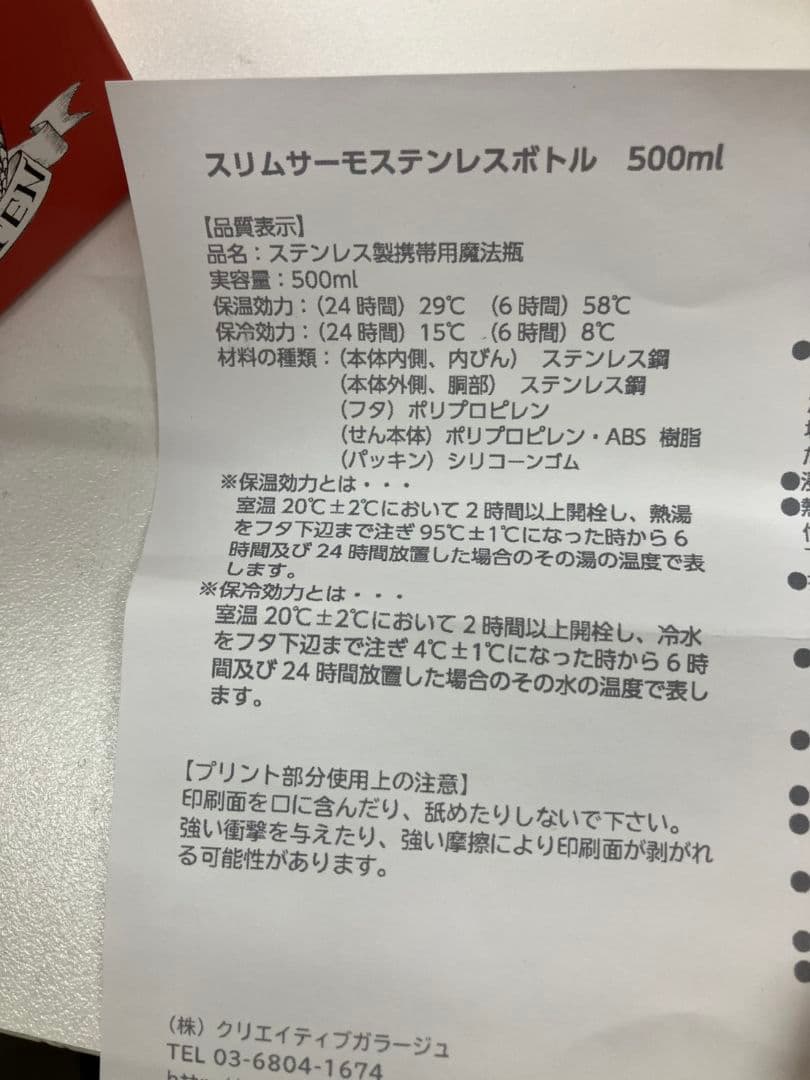 TEN
スリムサーモステンレスボトル 500ml
【品質表示】
品名：ステンレス製携帯用魔法瓶
実容量：500ml
保温効力：（24時間）29℃ （6時間）58℃
保冷効力：（24時間）15℃ （6時間）8℃
材料の種類：（本体内側、内びん） ステンレス鋼
（本体外側、胴部） ステンレス鋼
（フタ）ポリプロピレン
（せん本体）ポリプロピレン・ABS 樹脂
（パッキン）シリコーンゴム
※保温効力とは・・・
室温20℃±2℃において2時間以上開栓し、熱湯
をフタ下辺まで注ぎ95℃±1℃になった時から6
時間及び24時間放置した場合のその湯の温度で表
します。
※保冷効力とは・・・
室温20℃±2℃において2時間以上開栓し、冷水
をフタ下辺まで注ぎ4℃±1℃になった時から6時
間及び24時間放置した場合のその水の温度で表し
ます。
【プリント部分使用上の注意】
印刷面を口に含んだり、舐めたりしないで下さい。
強い衝撃を与えたり、強い摩擦により印刷面が剥がれ
る可能性があります。
（株）クリエイティブガラージュ
TEL 03-6804-1674